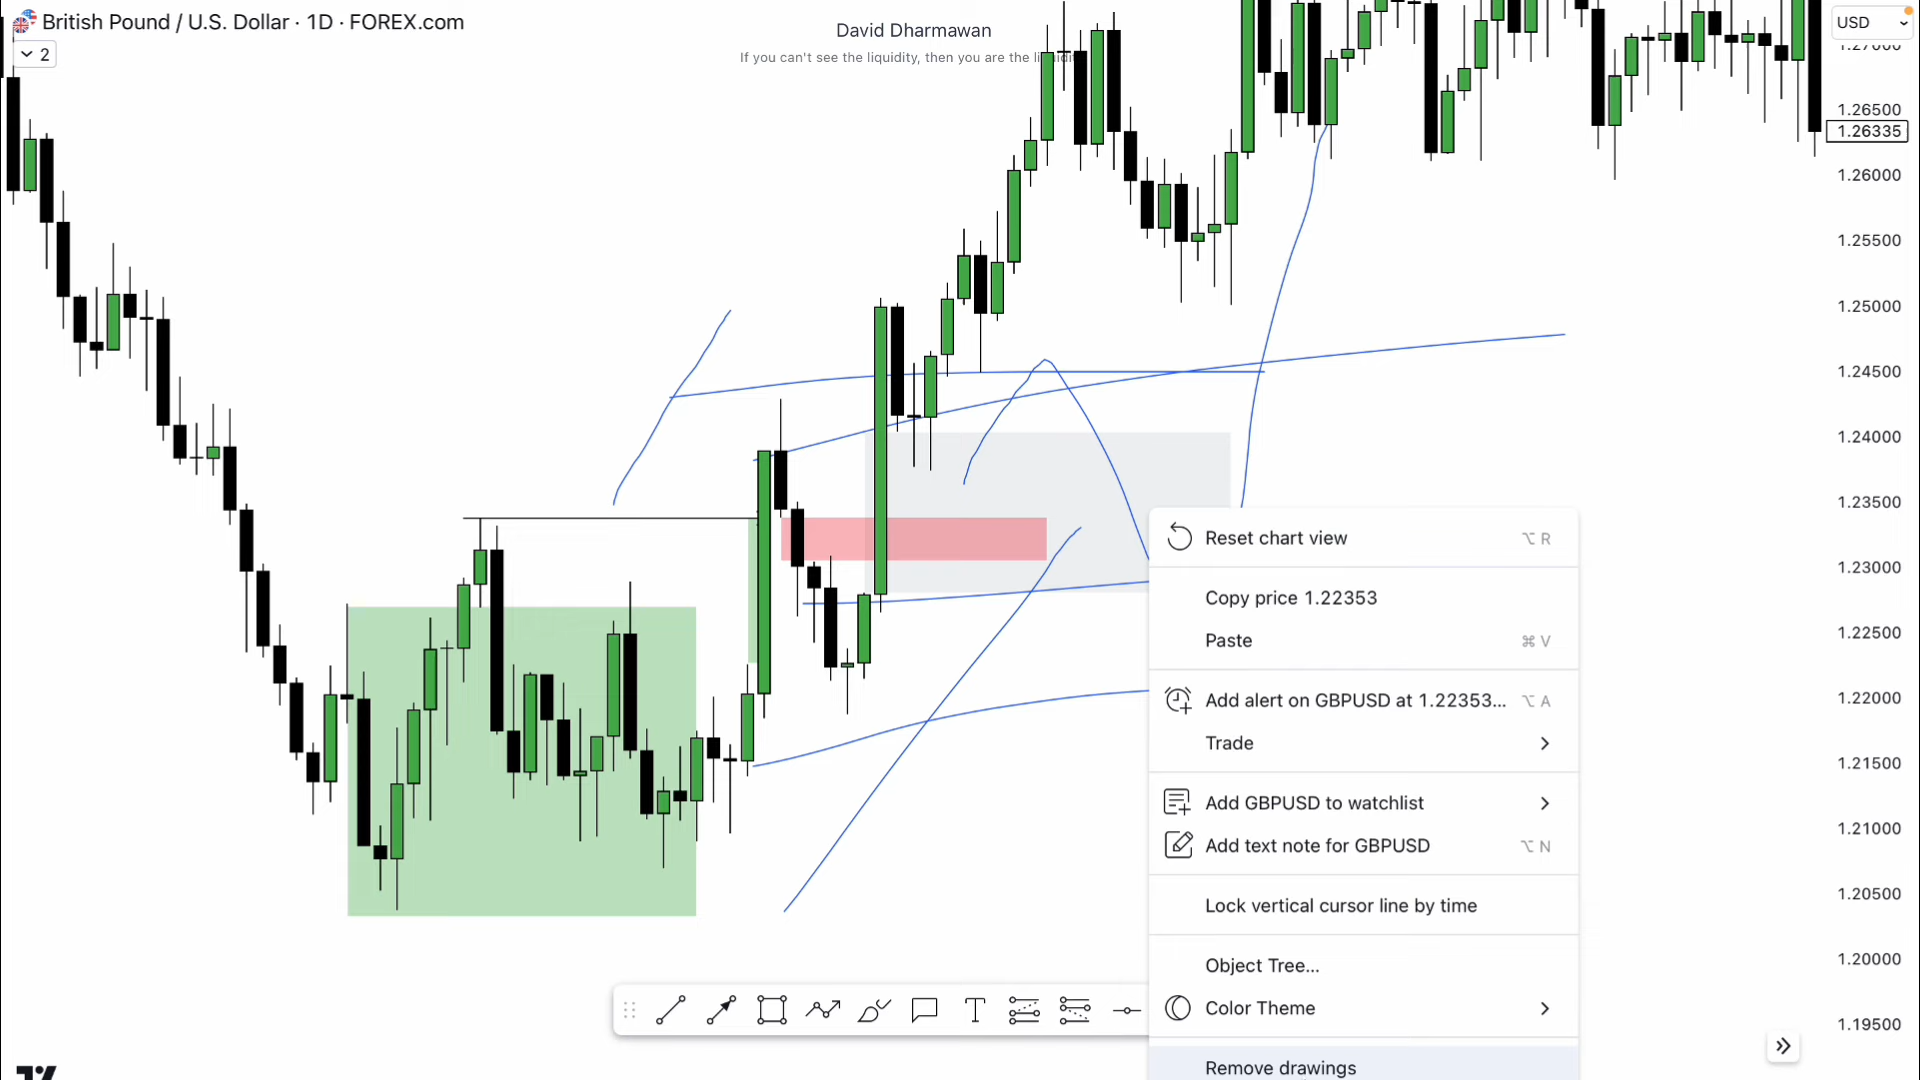 British Pound / U.S. Dollar · 1D · FOREX.com
2
David Dharmawan
If you can't see the liquidity, then you are the liquidity
USD
1.27000
1.26500
1.26335
1.26000
1.25500
1.25000
1.24500
1.24000
1.23500
1.23000
1.22500
1.22000
1.21500
1.21000
1.20500
1.20000
1.19500
Reset chart view ⌥ R
Copy price 1.22353
Paste ⌘ V
Add alert on GBPUSD at 1.22353... ⌥ A
Trade
Add GBPUSD to watchlist
Add text note for GBPUSD ⌥ N
Lock vertical cursor line by time
Object Tree...
Color Theme
Remove drawings